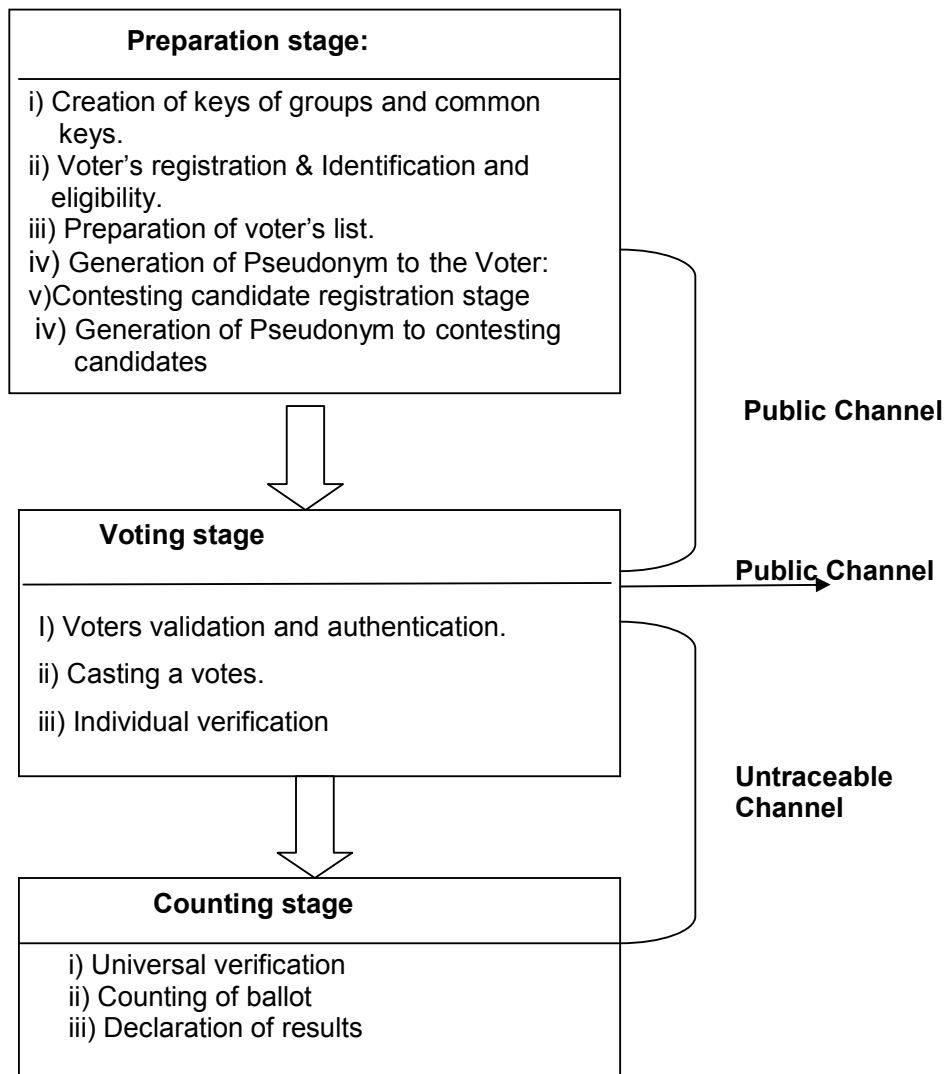 Preparation stage:
i) Creation of keys of groups and common
keys.
ii) Voter's registration & Identification and
eligibility.
iii) Preparation of voter's list.
iv) Generation of Pseudonym to the Voter:
v)Contesting candidate registration stage
iv) Generation of Pseudonym to contesting
candidates
Public Channel
Voting stage
Public Channel
I) Voters validation and authentication.
ii) Casting a votes.
iii) Individual verification
Untraceable
Channel
Counting stage
i) Universal verification
ii) Counting of ballot
iii) Declaration of results